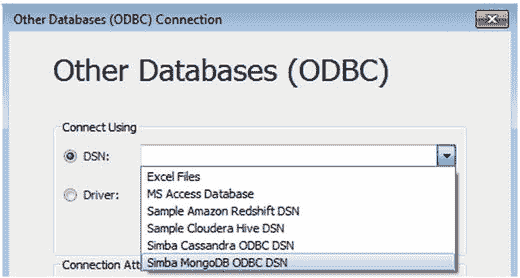 Other Databases (ODBC) Connection
Other Databases (ODBC)
Connect Using
DSN:
Excel Files
MS Access Database
Driver:
Sample Amazon Redshift DSN
Sample Cloudera Hive DSN
Simba Cassandra ODBC DSN
Connection Att
Simba MongoDB ODBC DSN